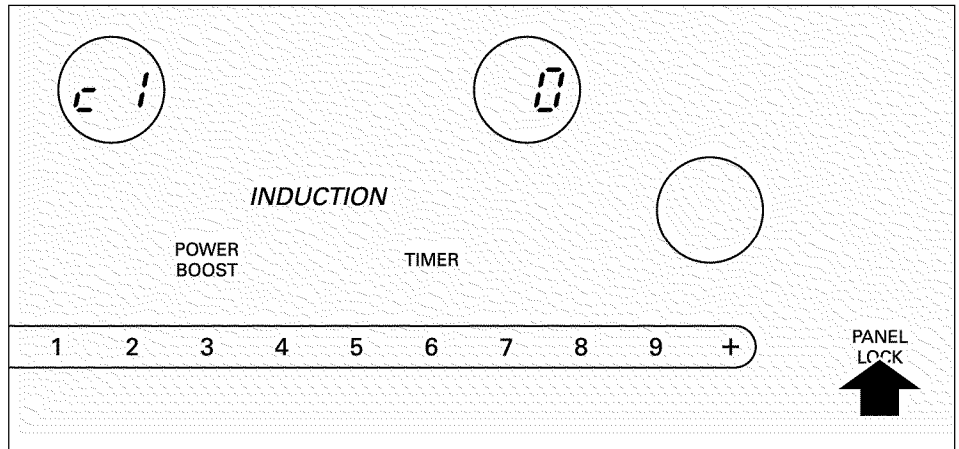 c 1
0
INDUCTION
POWER
BOOST
TIMER
1 2 3 4 5 6 7 8 9 +
PANEL
LOCK